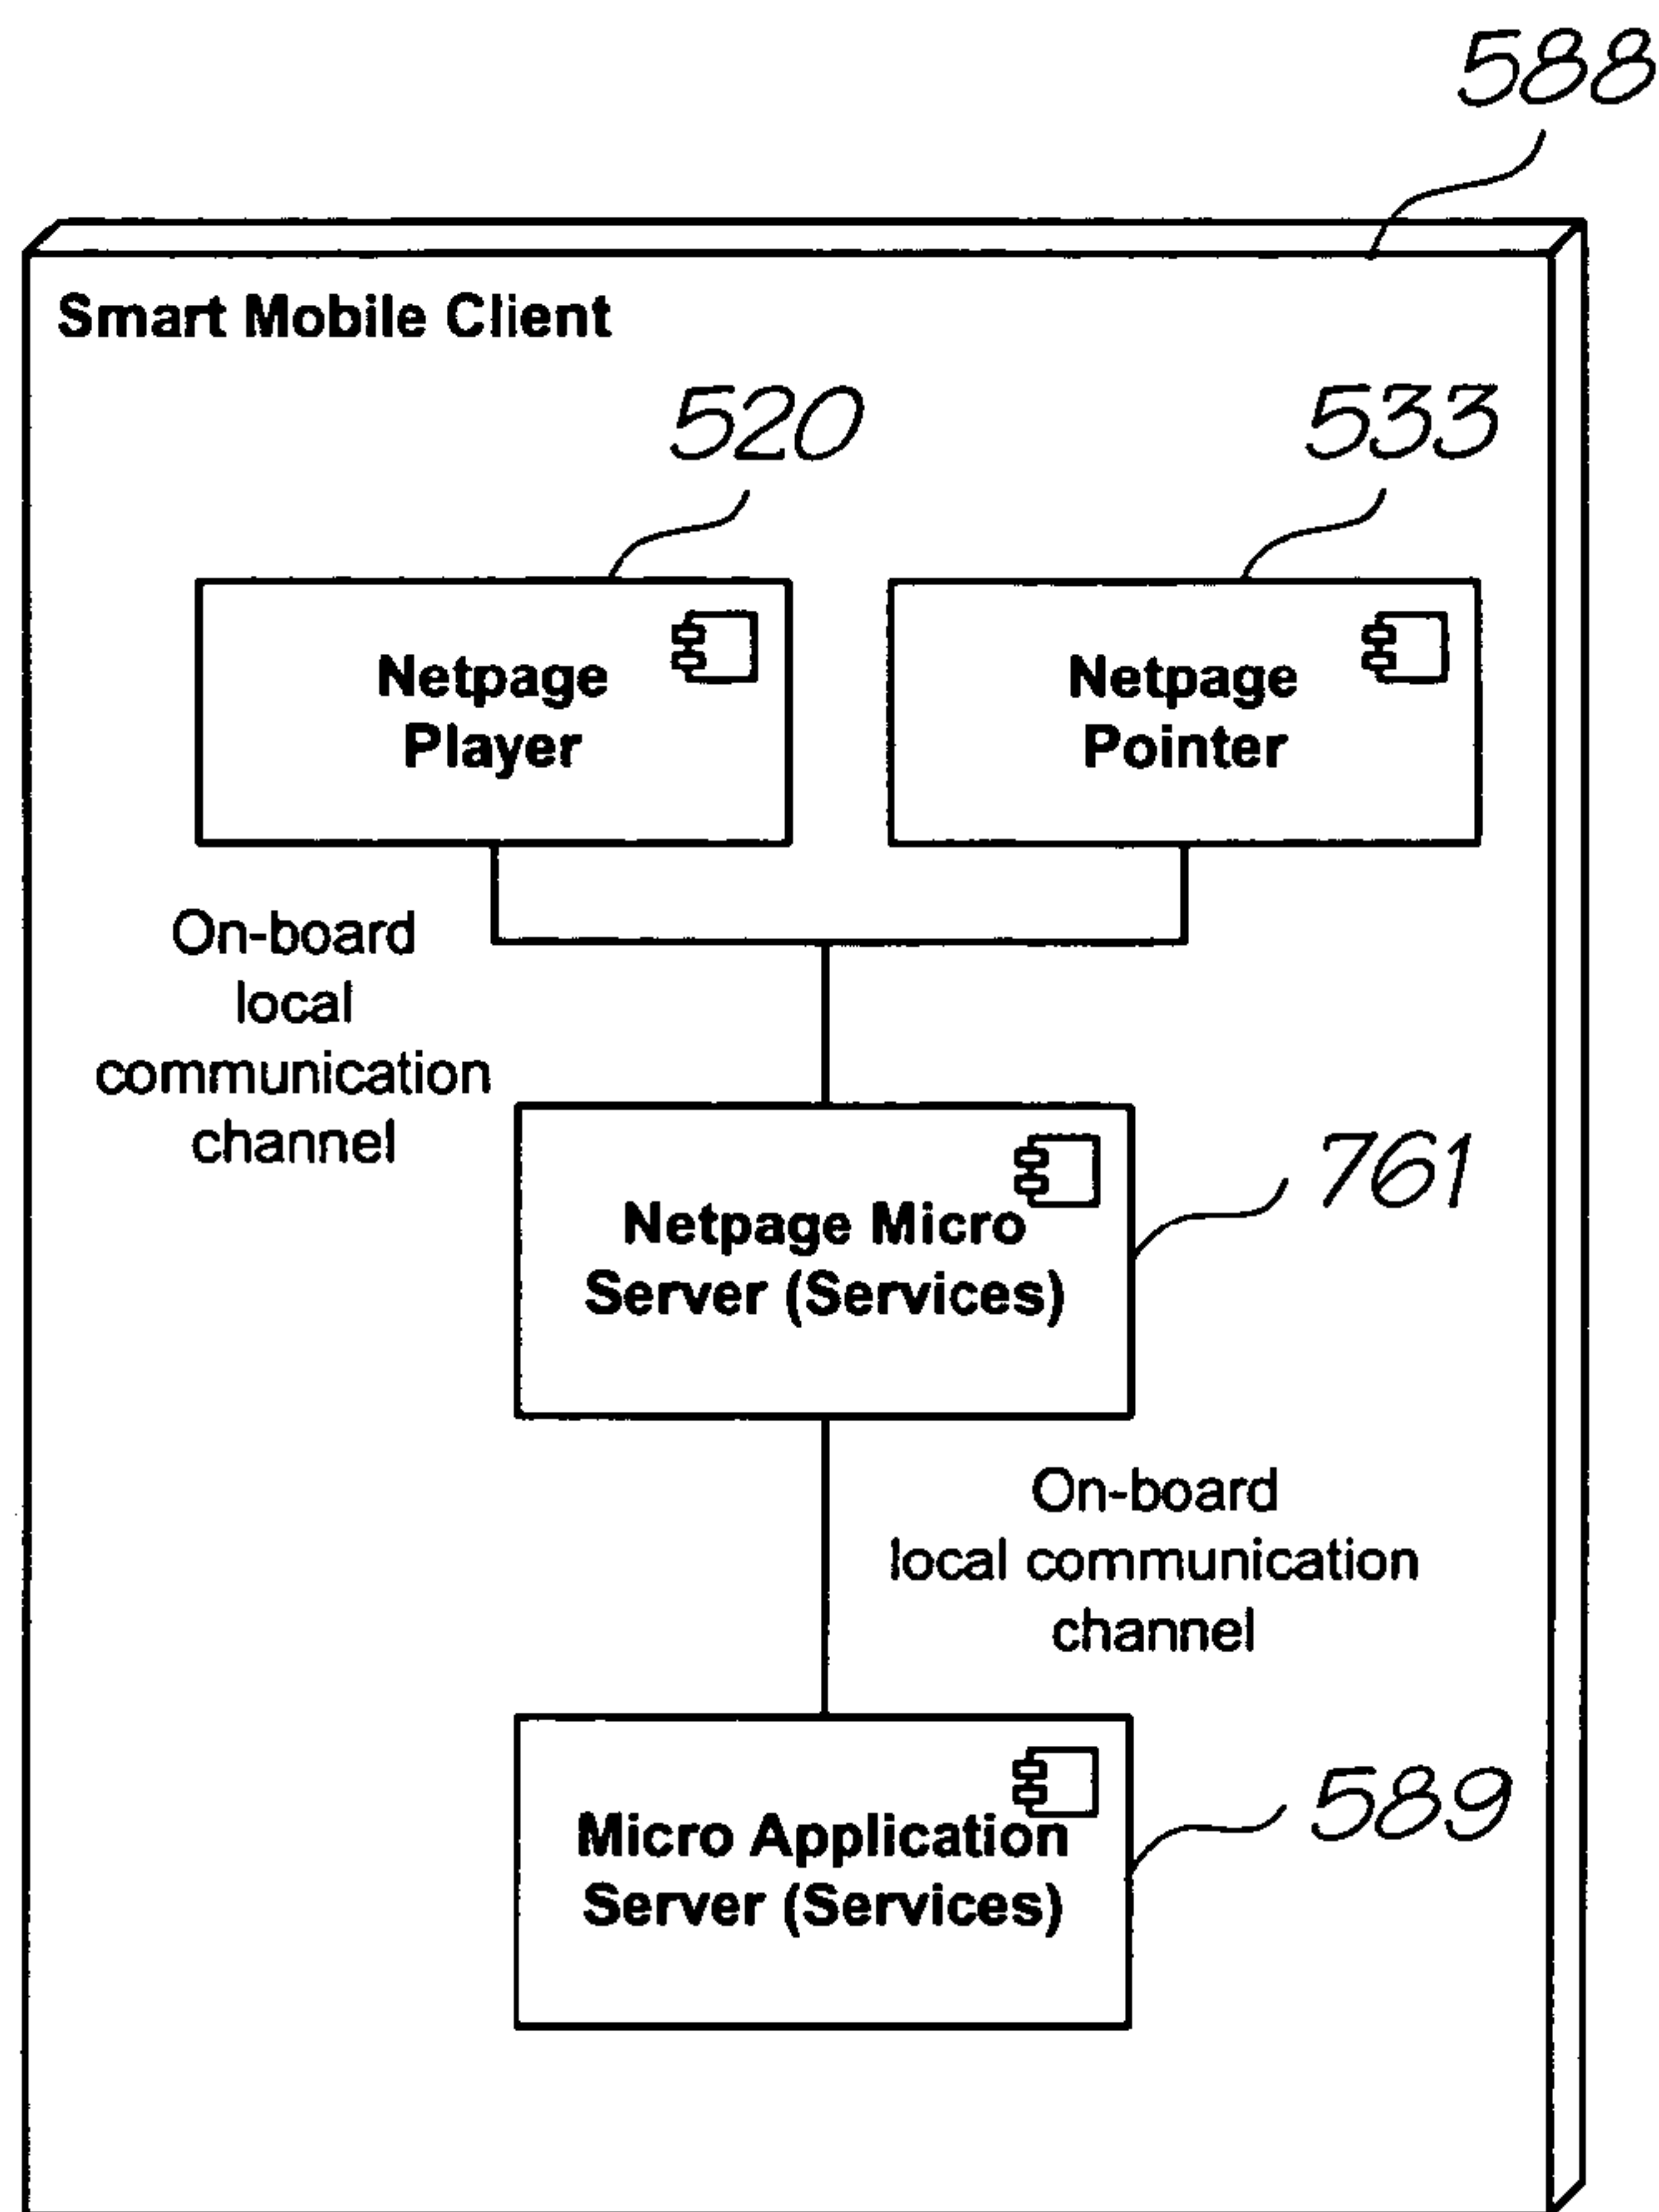 588
Smart Mobile Client
520
533
Netpage
Player
Netpage
Pointer
On-board
local
communication
channel
Netpage Micro
Server (Services)
761
On-board
local communication
channel
Micro Application
Server (Services)
589